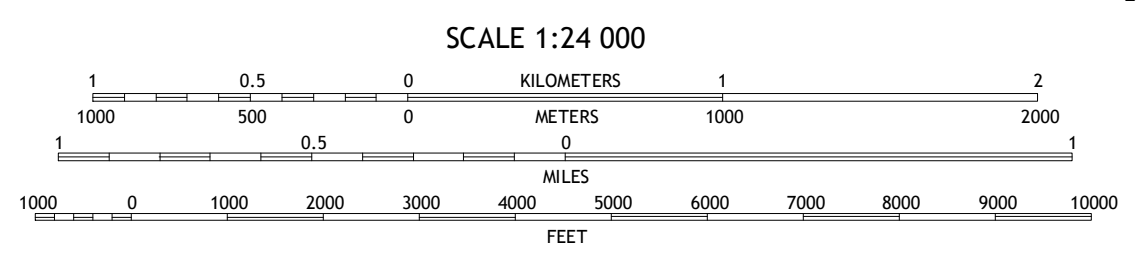 SCALE 1:24 000
1 0.5 0 KILOMETERS 1 2
1000 500 0 METERS 1000 2000
1 0.5 0 1
MILES
1000 0 1000 2000 3000 4000 5000 6000 7000 8000 9000 10000
FEET